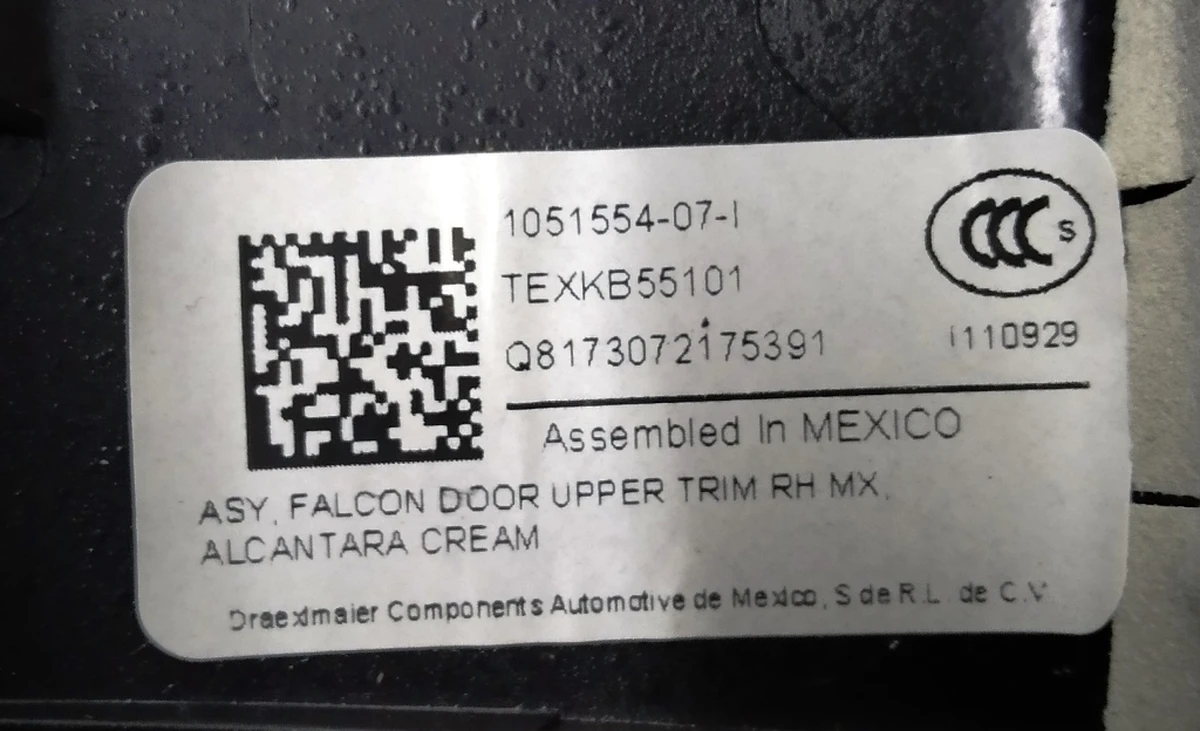 1051554-07-I
TEXKB55101
Q8173072175391
CCC S
I110929
Assembled In MEXICO
ASY, FALCON DOOR UPPER TRIM RH MX,
ALCANTARA CREAM
Draexlmaier Components Automotive de Mexico, S de R.L. de C.V